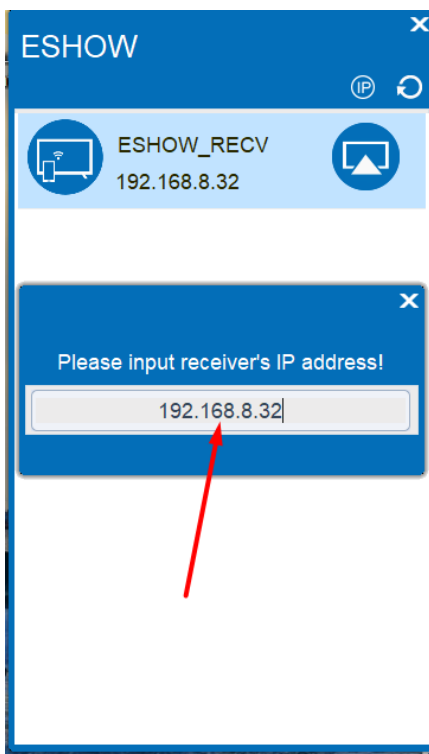 ESHOW
IP
ESHOW_RECV
192.168.8.32
Please input receiver's IP address!
192.168.8.32